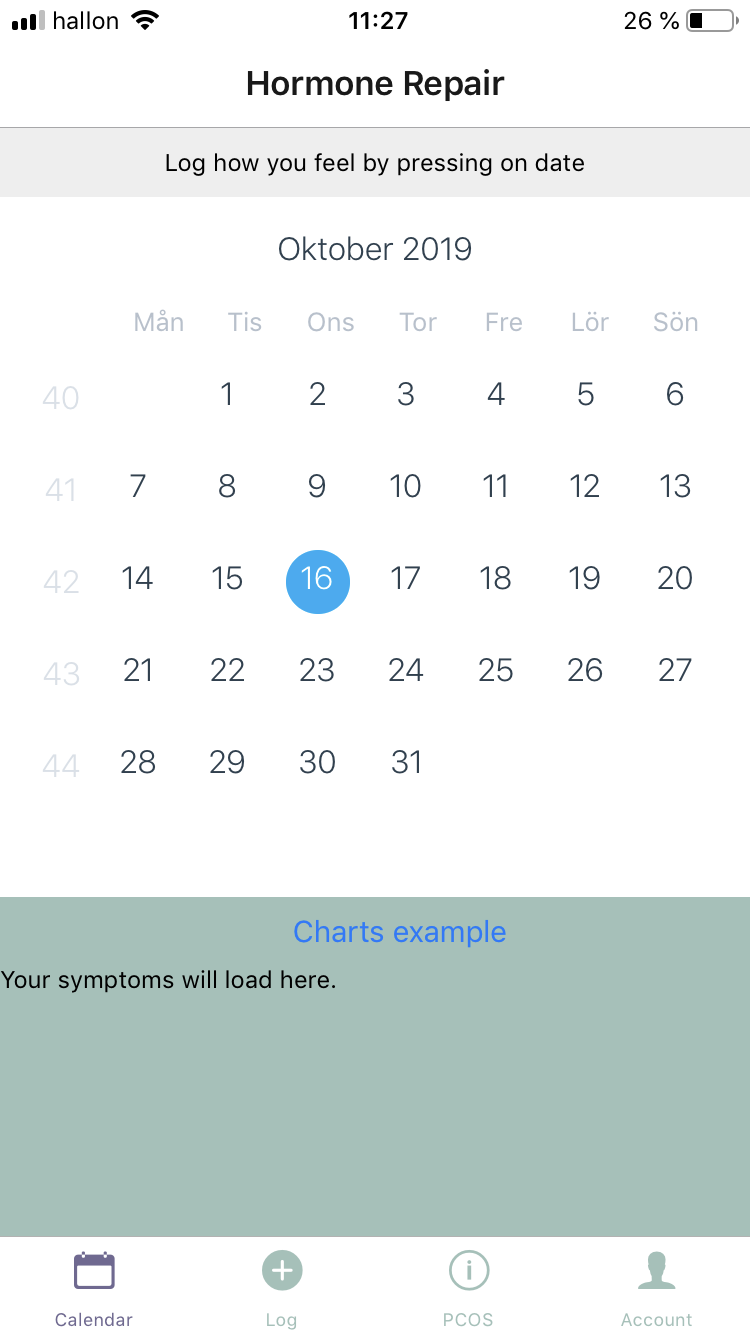 hallon 11:27 26 %
Hormone Repair
Log how you feel by pressing on date
Oktober 2019
Mån Tis Ons Tor Fre Lör Sön
40 1 2 3 4 5 6
41 7 8 9 10 11 12 13
42 14 15 16 17 18 19 20
43 21 22 23 24 25 26 27
44 28 29 30 31
Charts example
Your symptoms will load here.
Calendar Log PCOS Account